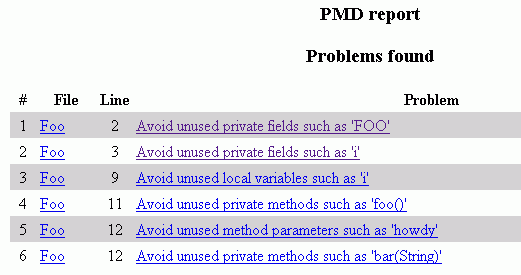 PMD report
Problems found
# File Line Problem
1 Foo 2 Avoid unused private fields such as 'FOO'
2 Foo 3 Avoid unused private fields such as 'i'
3 Foo 9 Avoid unused local variables such as 'i'
4 Foo 11 Avoid unused private methods such as 'foo()'
5 Foo 12 Avoid unused method parameters such as 'howdy'
6 Foo 12 Avoid unused private methods such as 'bar(String)'